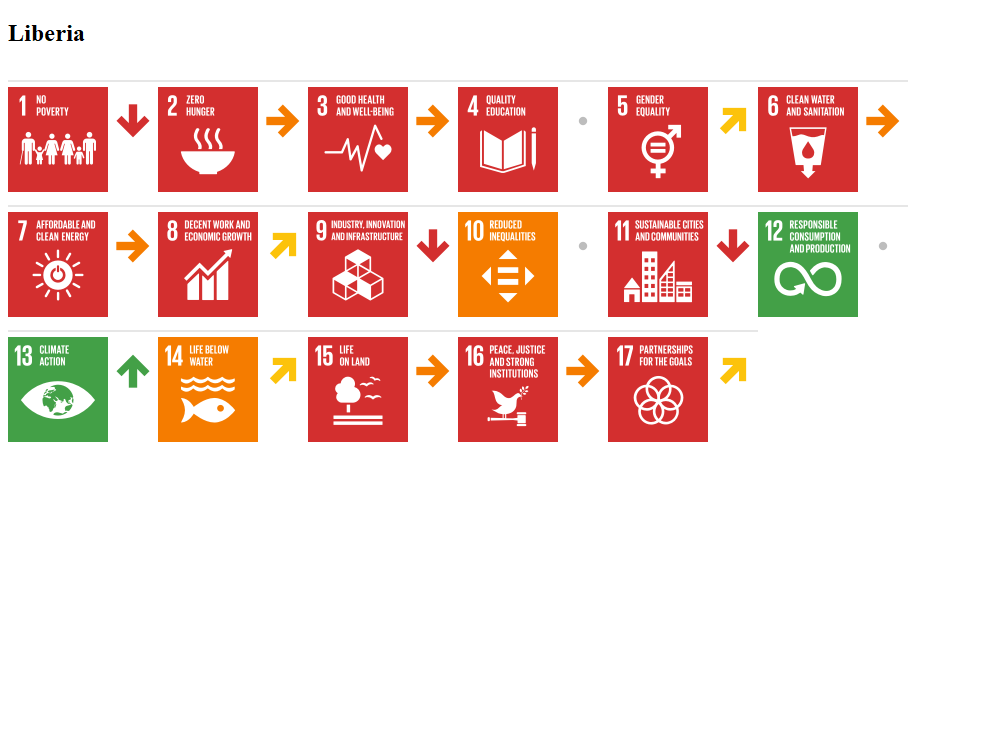 Liberia
1 NO
POVERTY
2 ZERO
HUNGER
3 GOOD HEALTH
AND WELL-BEING
4 QUALITY
EDUCATION
5 GENDER
EQUALITY
6 CLEAN WATER
AND SANITATION
7 AFFORDABLE AND
CLEAN ENERGY
8 DECENT WORK AND
ECONOMIC GROWTH
9 INDUSTRY, INNOVATION
AND INFRASTRUCTURE
10 REDUCED
INEQUALITIES
11 SUSTAINABLE CITIES
AND COMMUNITIES
12 RESPONSIBLE
CONSUMPTION
AND PRODUCTION
13 CLIMATE
ACTION
14 LIFE BELOW
WATER
15 LIFE
ON LAND
16 PEACE, JUSTICE
AND STRONG
INSTITUTIONS
17 PARTNERSHIPS
FOR THE GOALS